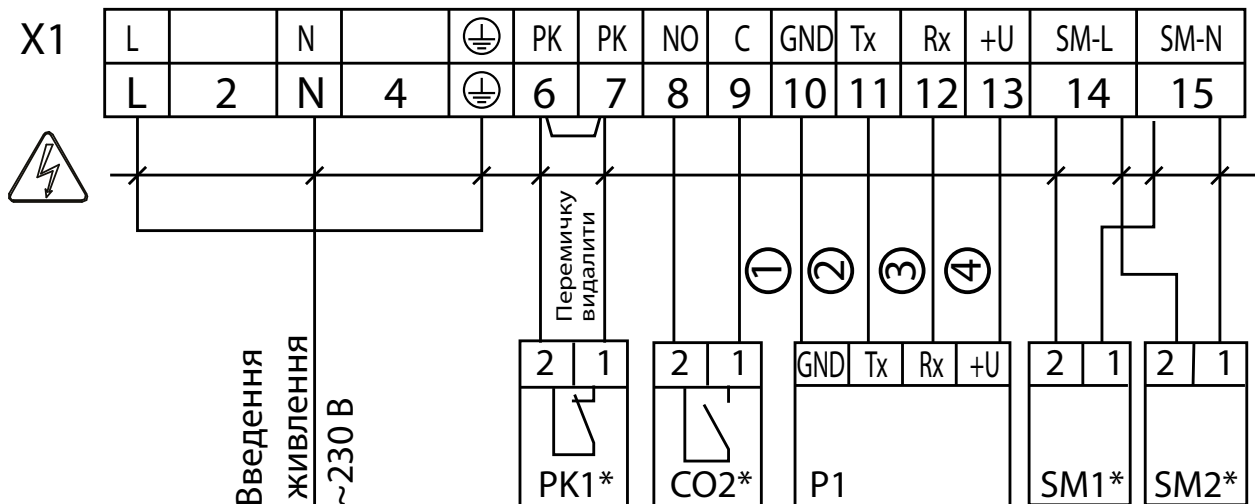 X1 L N PK PK NO C GND Tx Rx +U SM-L SM-N
L 2 N 4 6 7 8 9 10 11 12 13 14 15
Перемичку
видалити
1 2 3 4
Введення
живлення
~230 В
2 1 2 1 GND Tx Rx +U 2 1 2 1
PK1* CO2* P1 SM1* SM2*